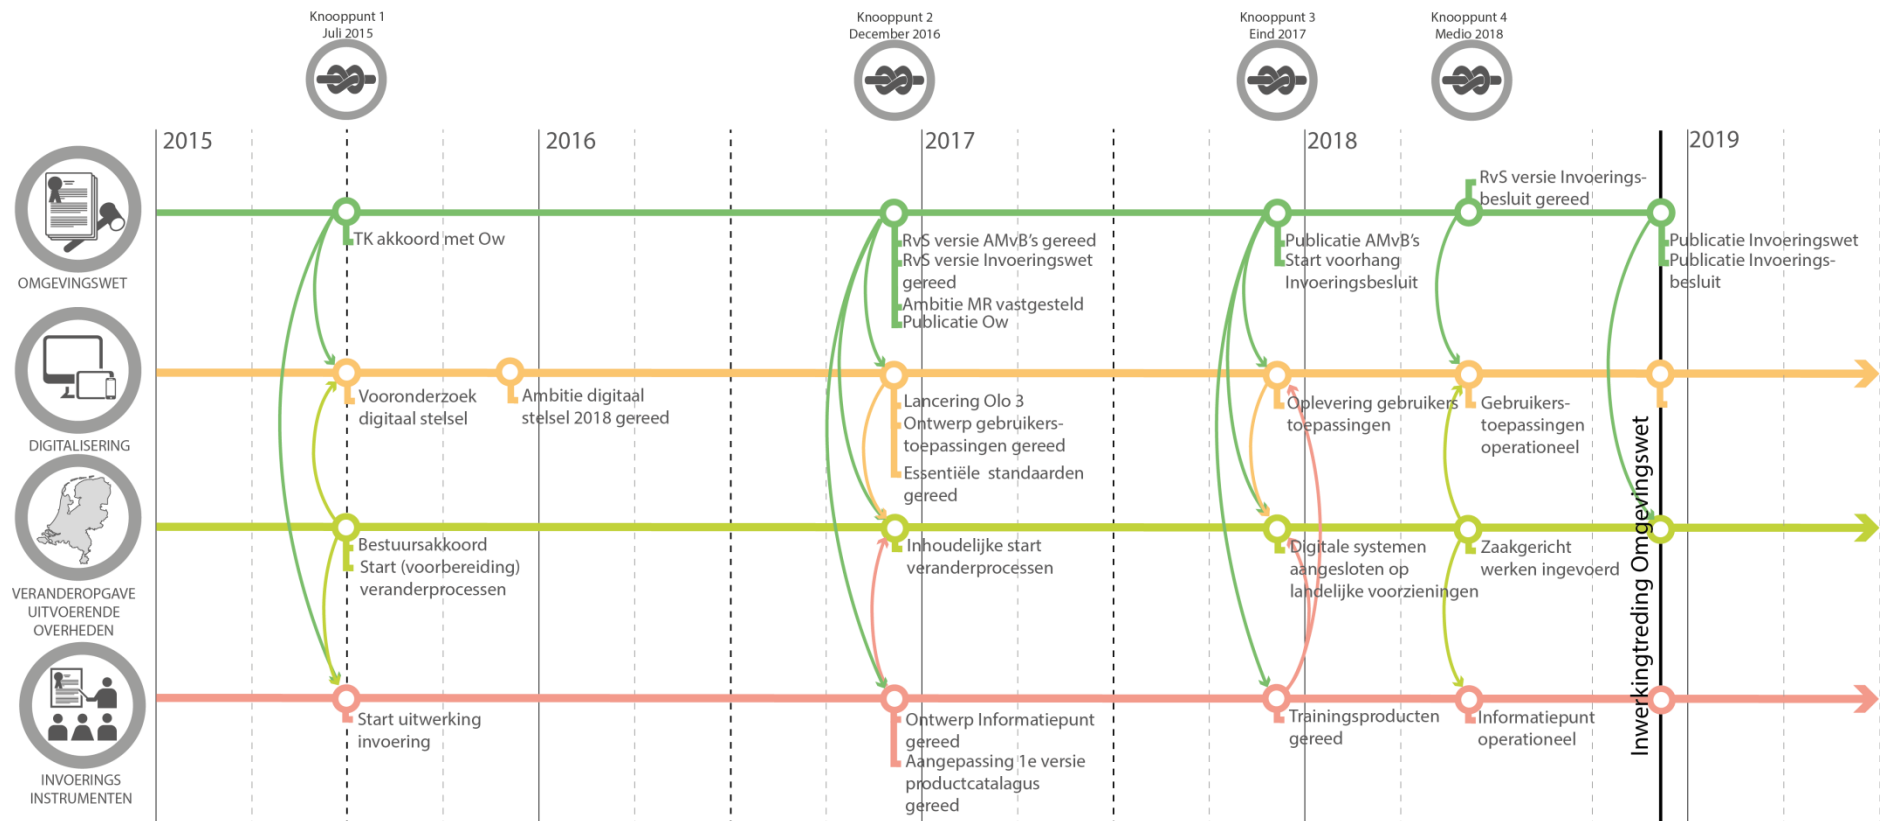 Knooppunt 1
Juli 2015
Knooppunt 2
December 2016
Knooppunt 3
Eind 2017
Knooppunt 4
Medio 2018
2015
2016
2017
2018
2019
OMGEVINGSWET
TK akkoord met Ow
RvS versie AMvB's gereed
RvS versie Invoeringswet
gereed
Ambitie MR vastgesteld
Publicatie Ow
Publicatie AMvB's
Start voorhang
Invoeringsbesluit
RvS versie Invoerings-
besluit gereed
Publicatie Invoeringswet
Publicatie Invoerings-
besluit
DIGITALISERING
Vooronderzoek
digitaal stelsel
Ambitie digitaal
stelsel 2018 gereed
Lancering Olo 3
Ontwerp gebruikers-
toepassingen gereed
Essentiële standaarden
gereed
Oplevering gebruikers
toepassingen
Gebruikers-
toepassingen
operationeel
VERANDEROPGAVE
UITVOERENDE
OVERHEDEN
Bestuursakkoord
Start (voorbereiding)
veranderprocessen
Inhoudelijke start
veranderprocessen
Digitale systemen
aangesloten op
landelijke voorzieningen
Zaakgericht
werken ingevoerd
Inwerkingtreding Omgevingswet
INVOERINGS
INSTRUMENTEN
Start uitwerking
invoering
Ontwerp Informatiepunt
gereed
Aangepassing 1e versie
productcatalagus
gereed
Trainingsproducten
gereed
Informatiepunt
operationeel